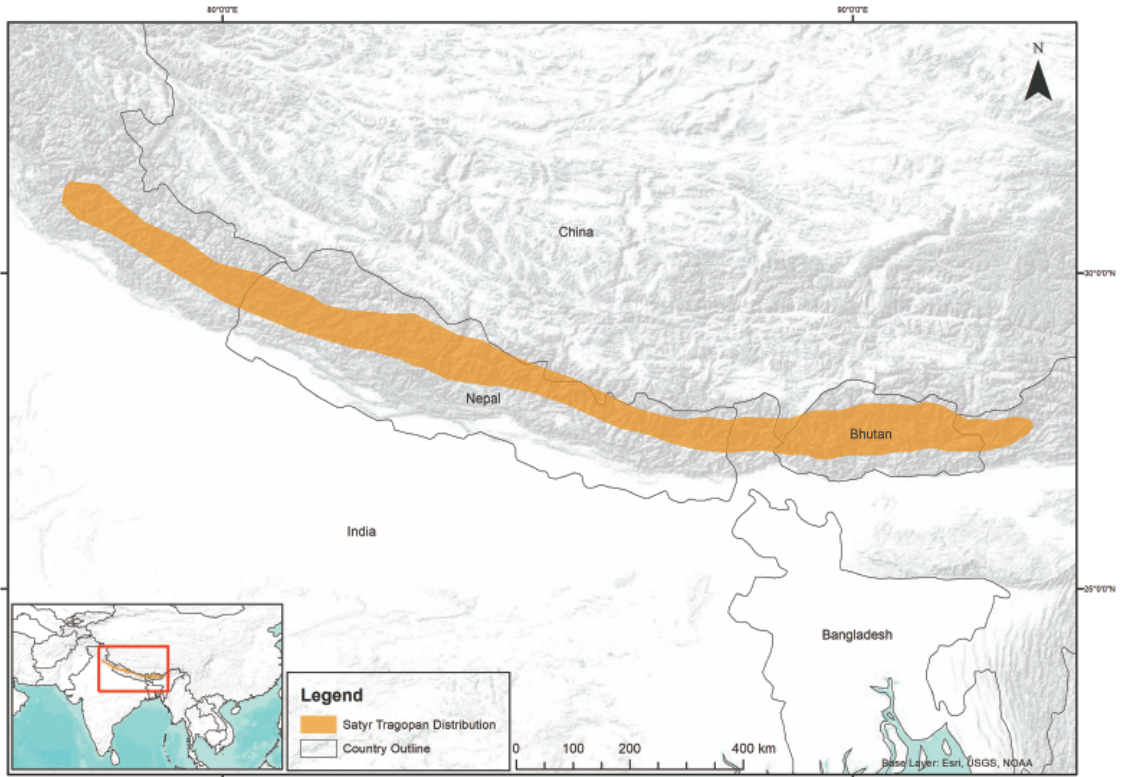 80°0'0"E
90°0'0"E
N
China
30°0'0"N
Nepal
Bhutan
India
25°0'0"N
Bangladesh
Legend
Satyr Tragopan Distribution
Country Outline
0 100 200 400 km
Base Layer: Esri, USGS, NOAA